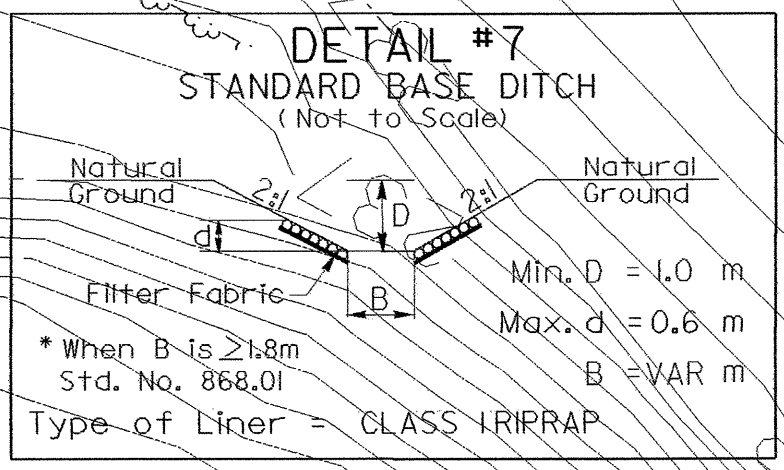 DETAIL #7
STANDARD BASE DITCH
(Not to Scale)
Natural
Ground
2:1
2:1
Natural
Ground
D
d
Filter Fabric
B
Min. D = 1.0 m
Max. d = 0.6 m
B = VAR m
* When B is ≥1.8m
Std. No. 868.01
Type of Liner = CLASS I RIPRAP